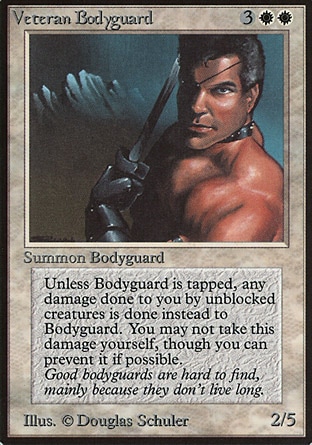 Veteran Bodyguard 3
Summon Bodyguard
Unless Bodyguard is tapped, any
damage done to you by unblocked
creatures is done instead to
Bodyguard. You may not take this
damage yourself, though you can
prevent it if possible.
Good bodyguards are hard to find,
mainly because they don't live long.
Illus. © Douglas Schuler 2/5